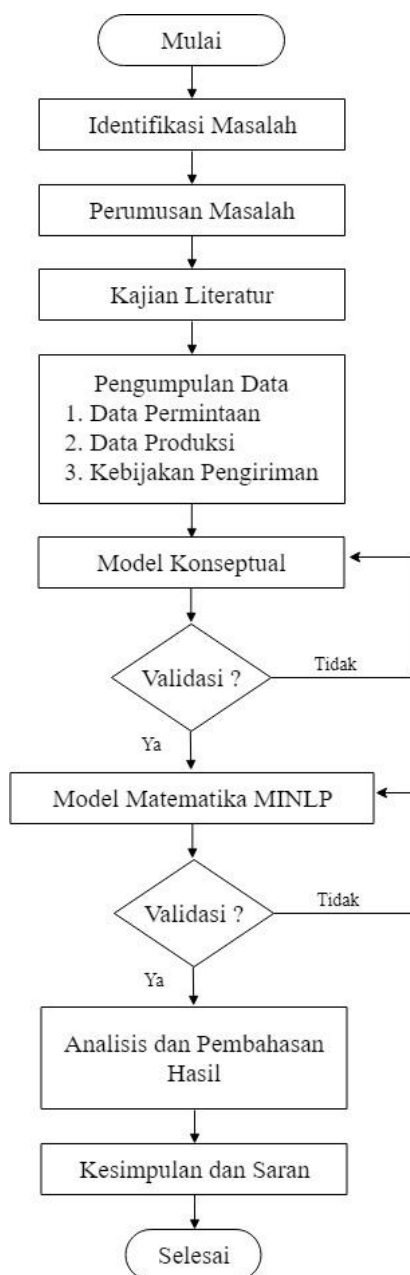 Mulai
Identifikasi Masalah
Perumusan Masalah
Kajian Literatur
Pengumpulan Data
1. Data Permintaan
2. Data Produksi
3. Kebijakan Pengiriman
Model Konseptual
Validasi ?
Tidak
Ya
Model Matematika MINLP
Validasi ?
Tidak
Ya
Analisis dan Pembahasan
Hasil
Kesimpulan dan Saran
Selesai